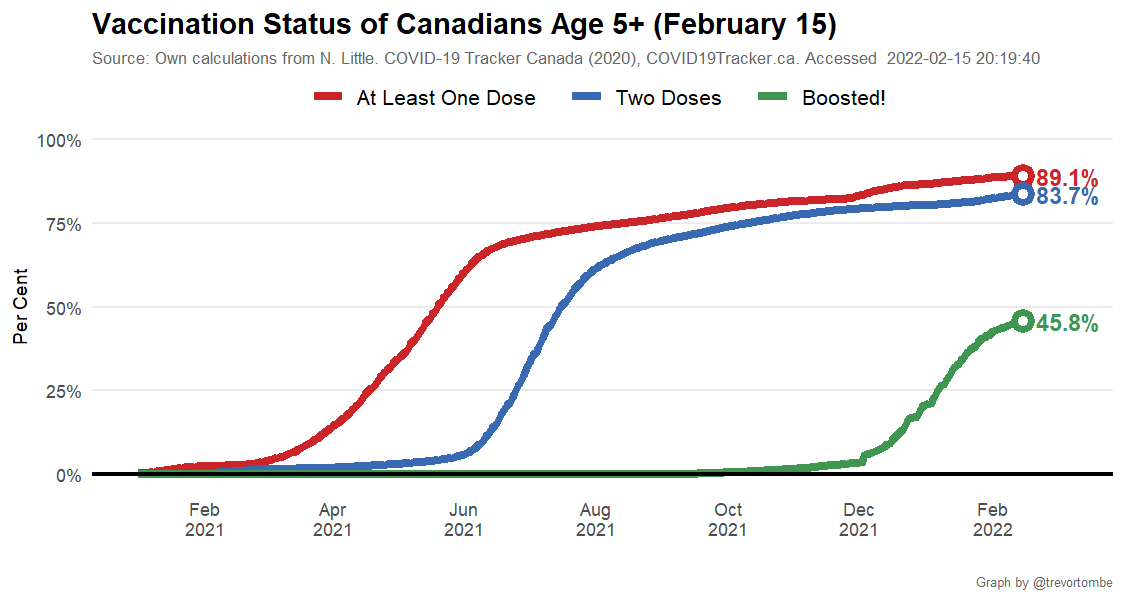 Vaccination Status of Canadians Age 5+ (February 15)
Source: Own calculations from N. Little. COVID-19 Tracker Canada (2020), COVID19Tracker.ca. Accessed  2022-02-15 20:19:40
At Least One Dose Two Doses Boosted!
Per Cent
100%
75%
50%
25%
0%
89.1%
83.7%
45.8%
Feb Apr Jun Aug Oct Dec Feb
2021 2021 2021 2021 2021 2021 2022
Graph by @trevortombe